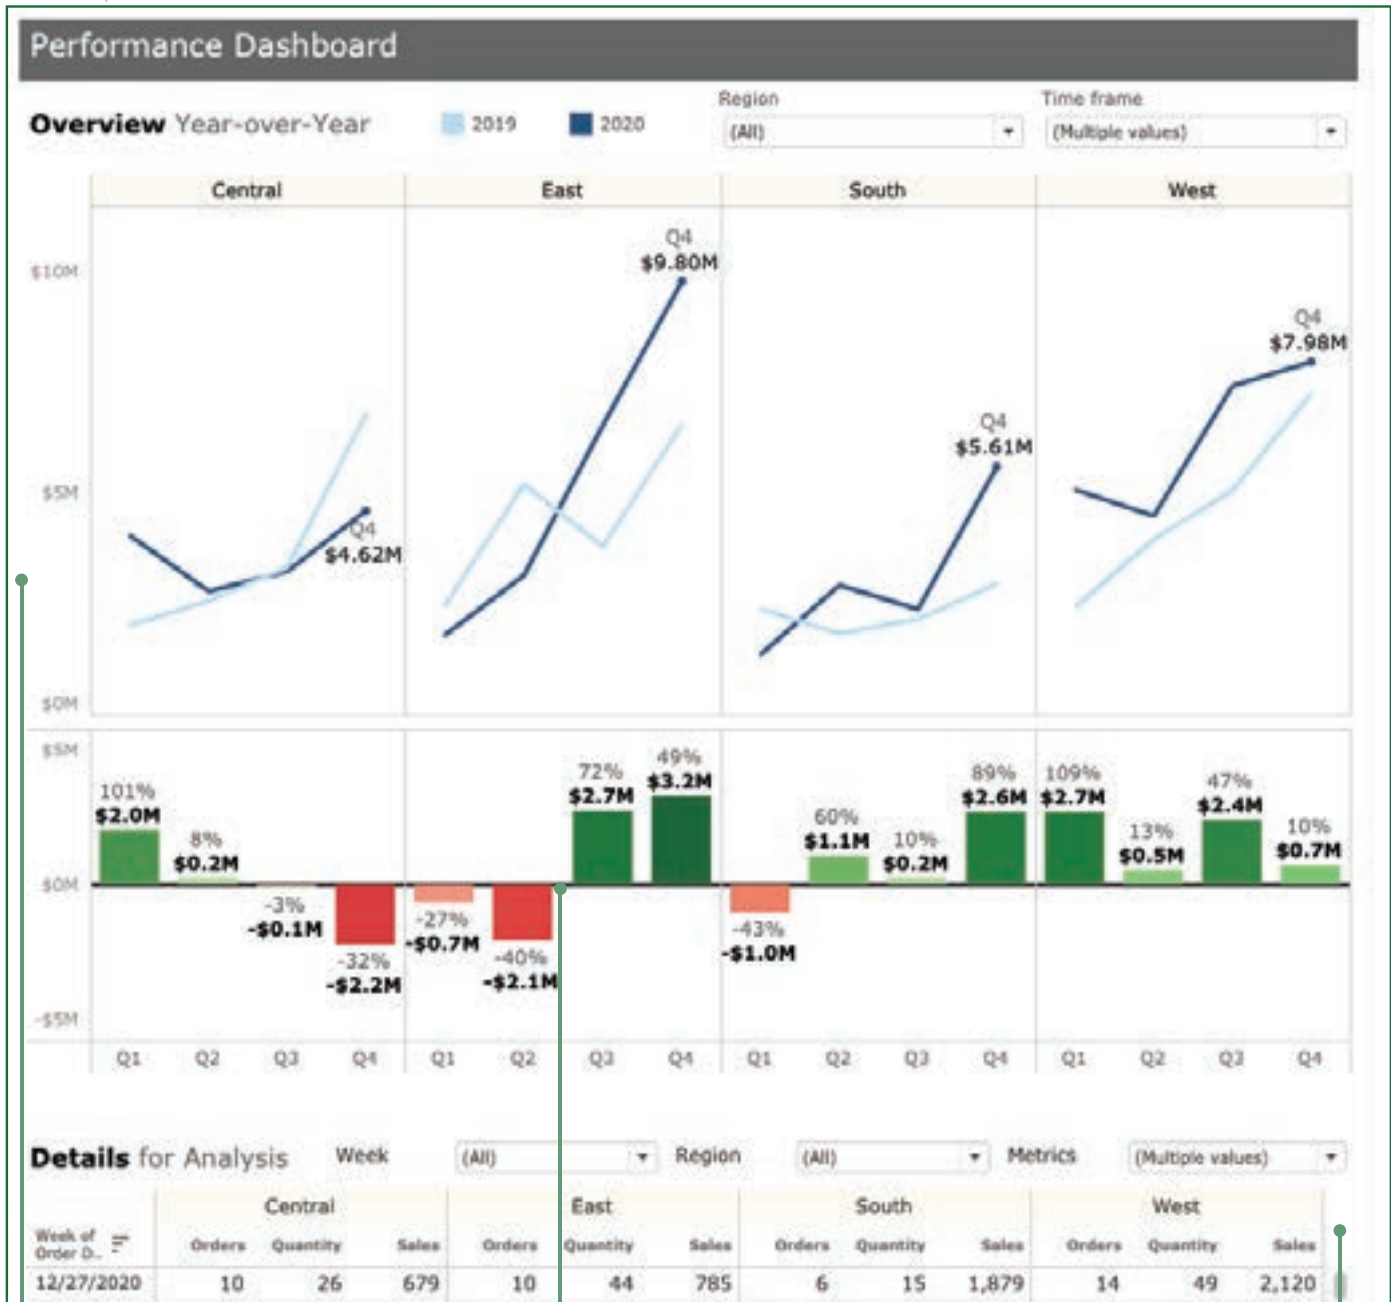 Performance Dashboard
Overview Year-over-Year 2019 2020
Region
(All)
Time frame
(Multiple values)
Central East South West
$10M
$5M
$0M
Q4
$4.62M
Q4
$9.80M
Q4
$5.61M
Q4
$7.98M
$5M
$0M
-$5M
101%
$2.0M
8%
$0.2M
-3%
-$0.1M
-32%
-$2.2M
-27%
-$0.7M
-40%
-$2.1M
72%
$2.7M
49%
$3.2M
-43%
-$1.0M
60%
$1.1M
10%
$0.2M
89%
$2.6M
109%
$2.7M
13%
$0.5M
47%
$2.4M
10%
$0.7M
Q1 Q2 Q3 Q4 Q1 Q2 Q3 Q4 Q1 Q2 Q3 Q4 Q1 Q2 Q3 Q4
Details for Analysis Week (All) Region (All) Metrics (Multiple values)
Central East South West
Week of
Order D..
Orders Quantity Sales Orders Quantity Sales Orders Quantity Sales Orders Quantity Sales
12/27/2020 10 26 679 10 44 785 6 15 1,879 14 49 2,120